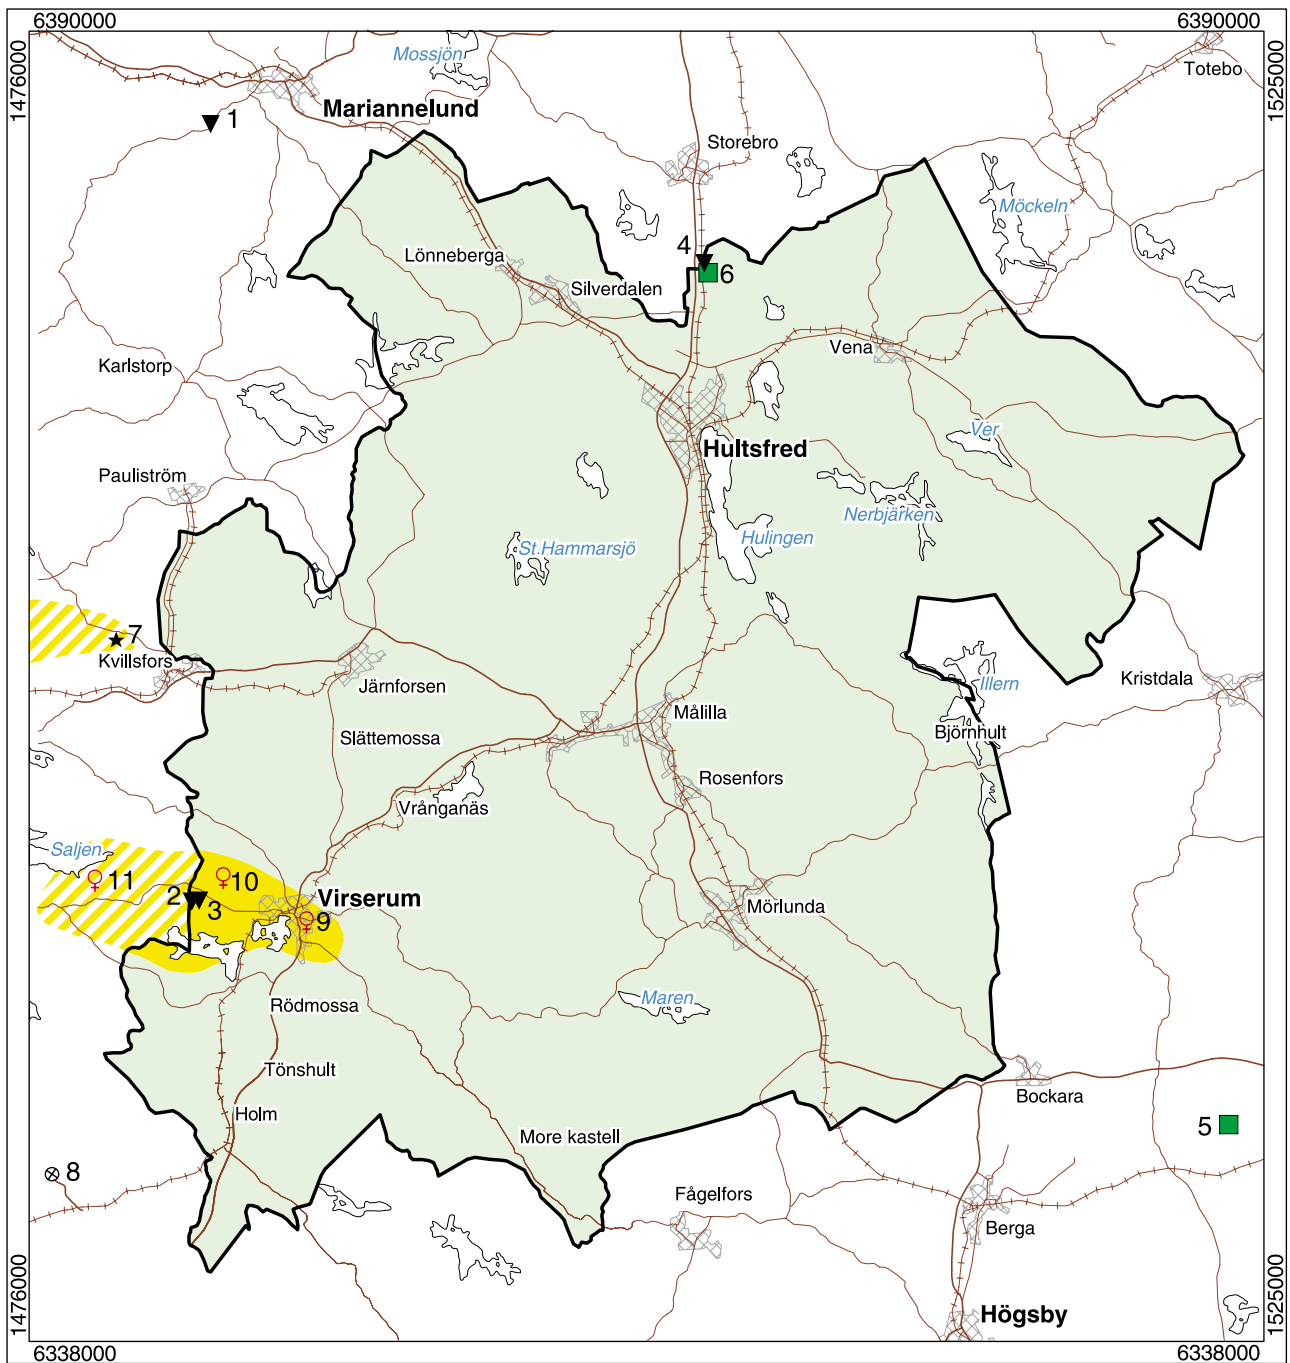 6390000
6390000
1476000
1525000
Mossjön
Totebo
Mariannelund
1
Storebro
Möckeln
4
Lönneberga
6
Silverdalen
Vena
Karlstorp
Ver
Hultsfred
Pauliström
Nerbjärken
Hulingen
St.Hammarsjö
7
Kvillsfors
Järnforsen
Illern
Kristdala
Målilla
Slättemossa
Björnhult
Rosenfors
Vrånganäs
Saljen
11
10
2
3
Virserum
9
Mörlunda
Maren
Rödmossa
Tönshult
Bockara
Holm
5
More kastell
8
Fågelfors
Berga
Högsby
1476000
1525000
6338000
6338000